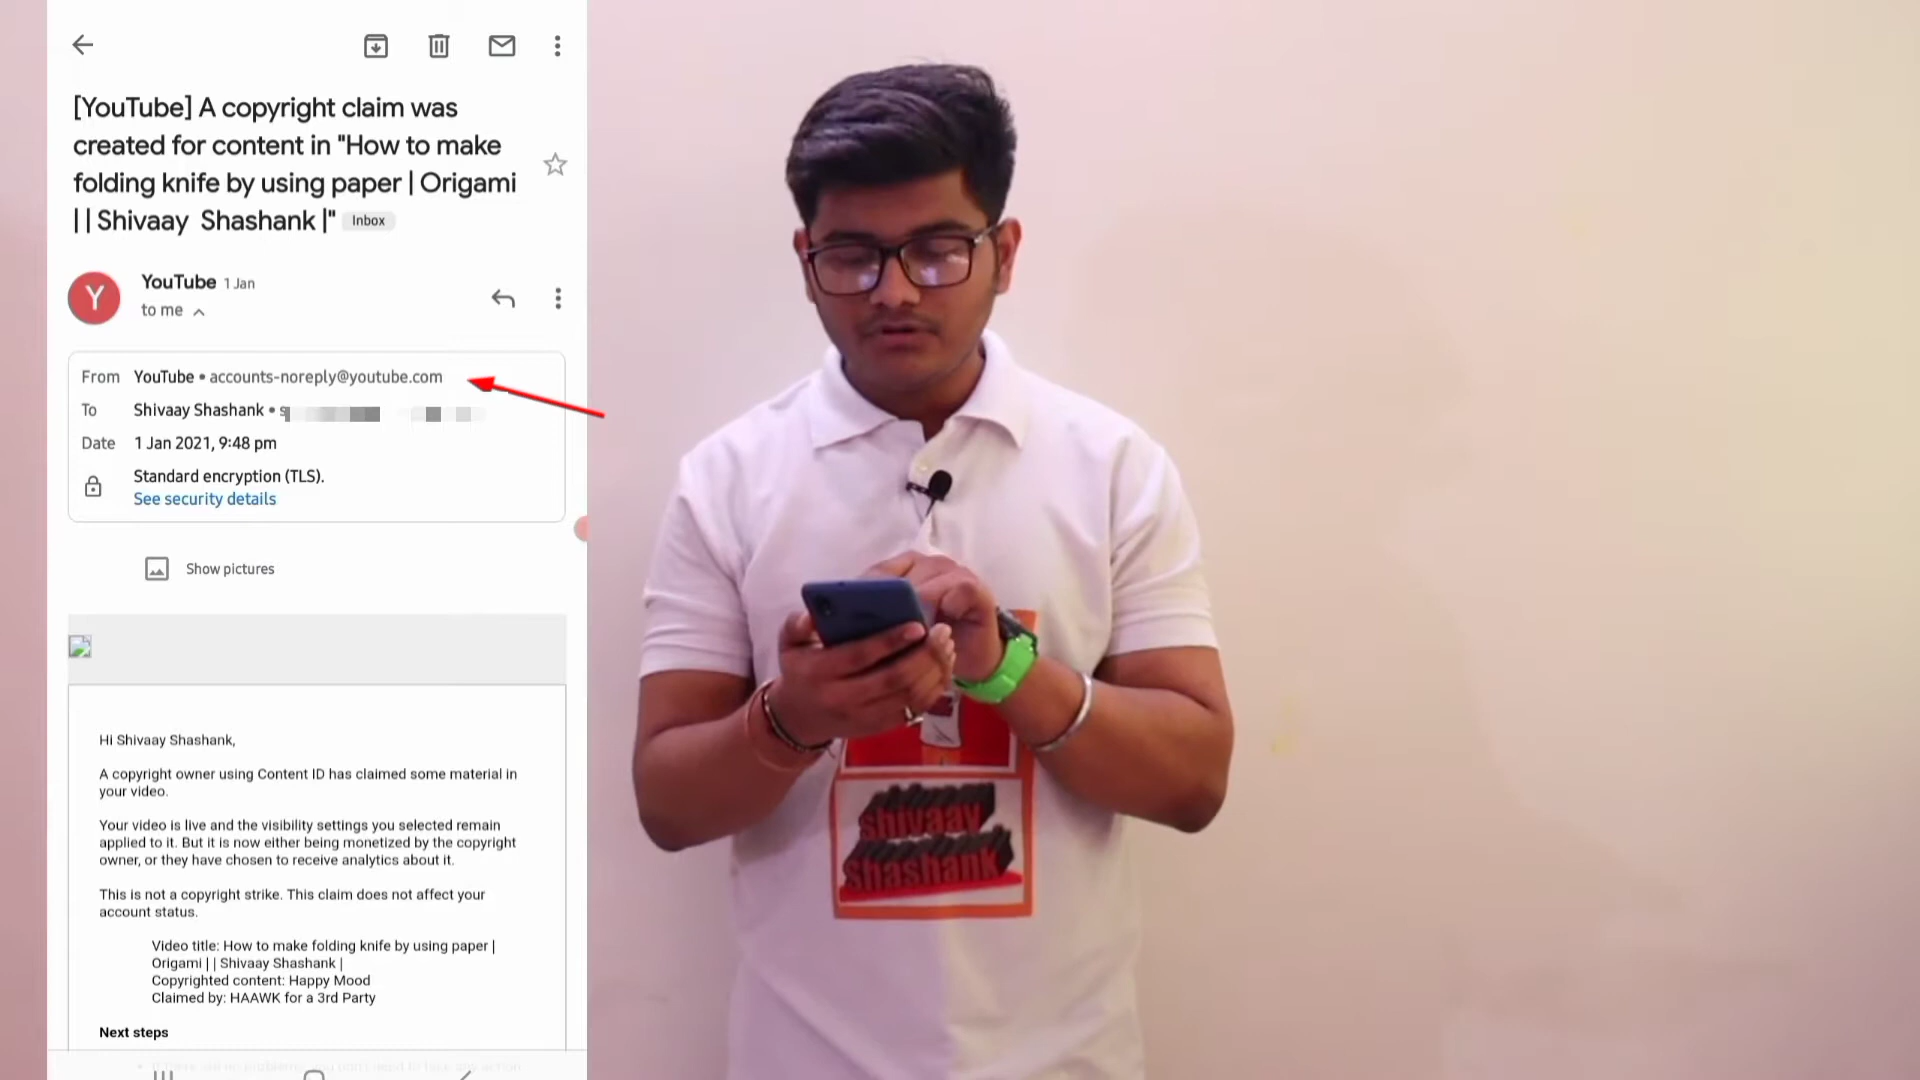 [YouTube] A copyright claim was
created for content in "How to make
folding knife by using paper | Origami
| | Shivaay Shashank |" Inbox
Y
YouTube 1 Jan
to me
From YouTube • accounts-noreply@youtube.com
To Shivaay Shashank •
Date 1 Jan 2021, 9:48 pm
Standard encryption (TLS).
See security details
Show pictures
Hi Shivaay Shashank,
A copyright owner using Content ID has claimed some material in
your video.
Your video is live and the visibility settings you selected remain
applied to it. But it is now either being monetized by the copyright
owner, or they have chosen to receive analytics about it.
This is not a copyright strike. This claim does not affect your
account status.
Video title: How to make folding knife by using paper |
Origami | | Shivaay Shashank |
Copyrighted content: Happy Mood
Claimed by: HAAWK for a 3rd Party
Next steps
shivaay
Shashank